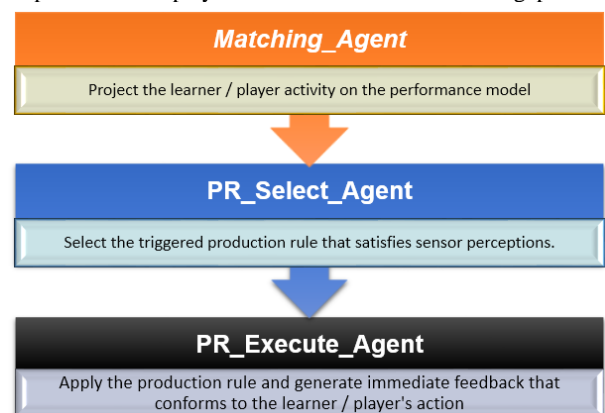 Matching_Agent
Project the learner / player activity on the performance model
PR_Select_Agent
Select the triggered production rule that satisfies sensor perceptions.
PR_Execute_Agent
Apply the production rule and generate immediate feedback that
conforms to the learner / player's action